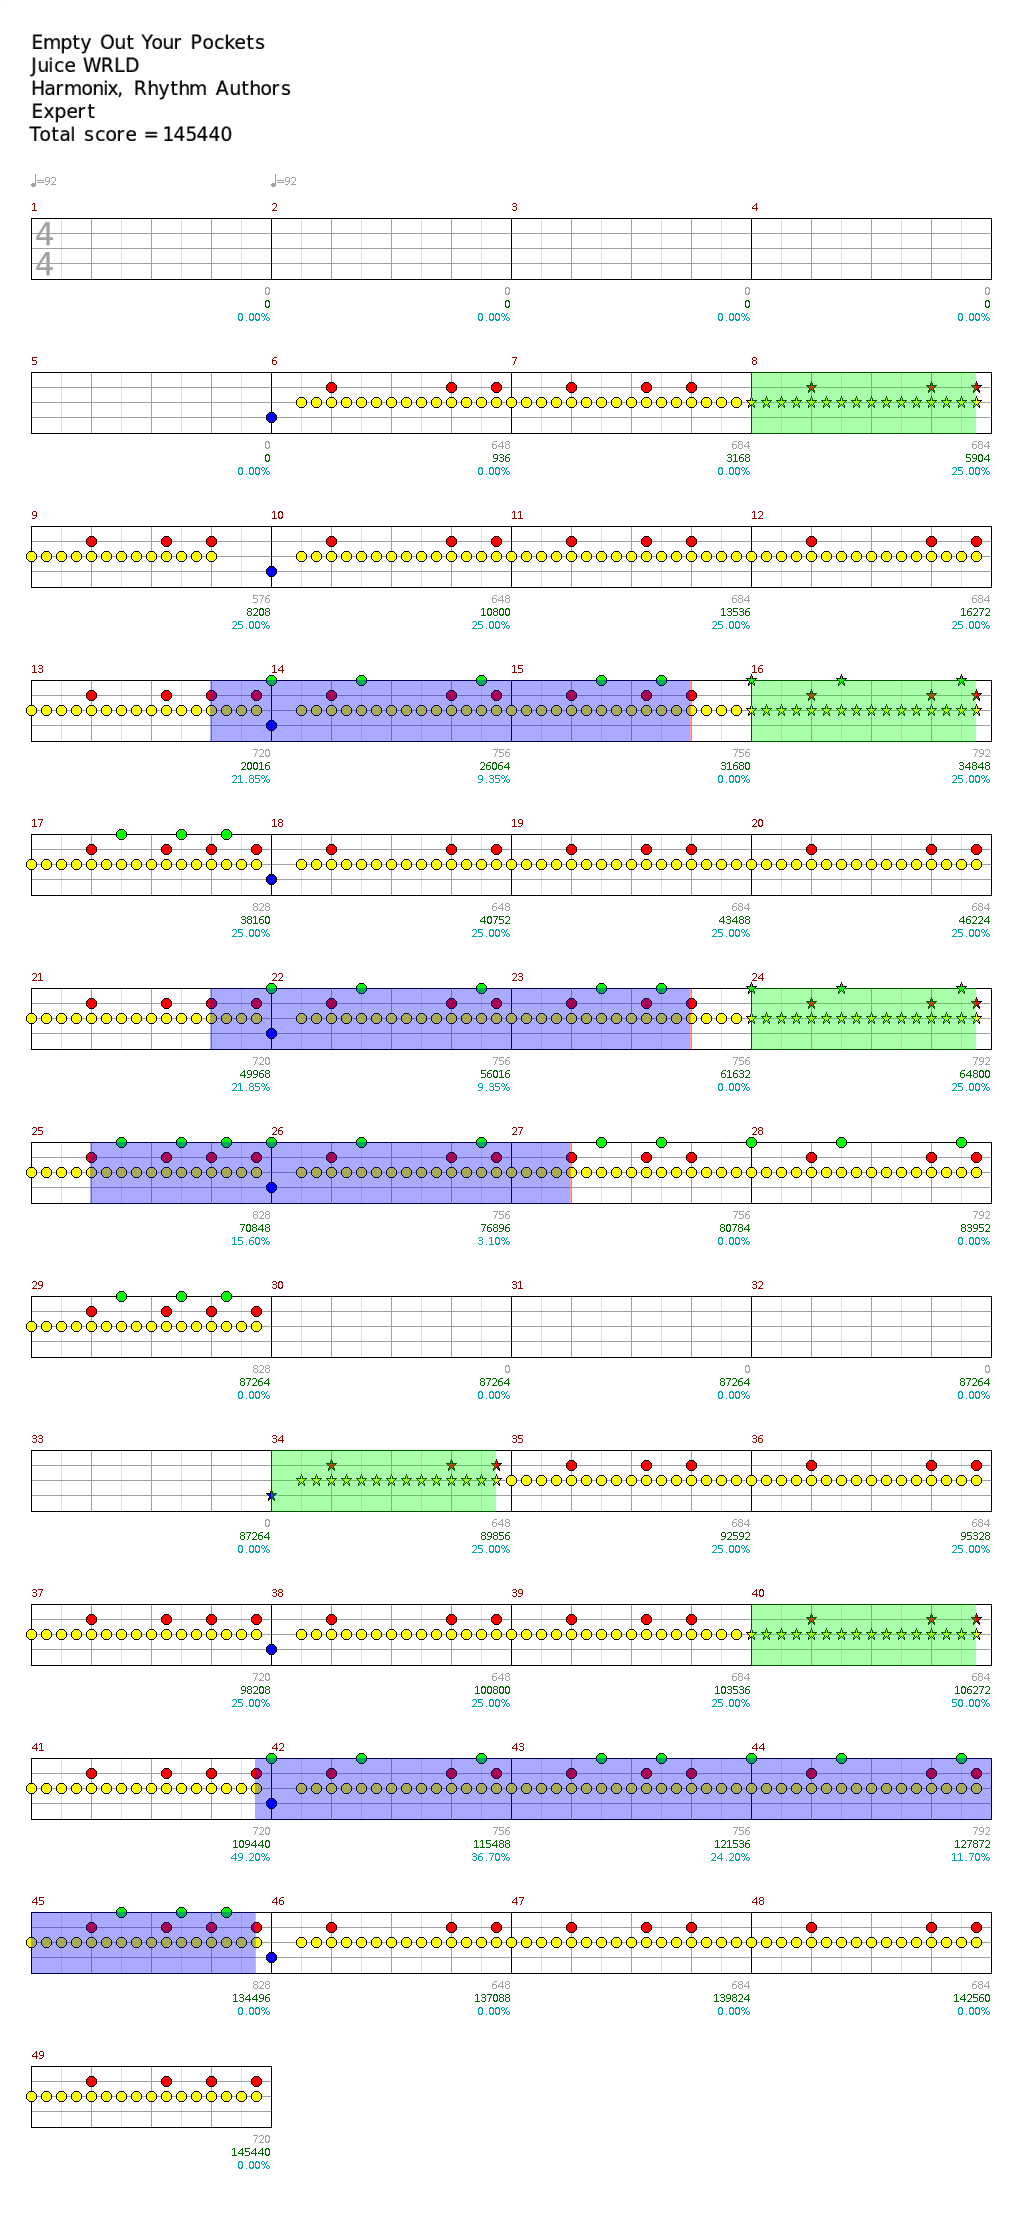 Empty Out Your Pockets
Juice WRLD
Harmonix, Rhythm Authors
Expert
Total score = 145440
♩=92 ♩=92
1 2 3 4
4
4
0 0 0 0
0 0 0 0
0.00% 0.00% 0.00% 0.00%
5 6 7 8
0 648 684 684
0 936 3168 5904
0.00% 0.00% 0.00% 25.00%
9 10 11 12
576 648 684 684
8208 10800 13536 16272
25.00% 25.00% 25.00% 25.00%
13 14 15 16
720 756 756 792
20016 26064 31680 34848
21.85% 9.35% 0.00% 25.00%
17 18 19 20
828 648 684 684
38160 40752 43488 46224
25.00% 25.00% 25.00% 25.00%
21 22 23 24
720 756 756 792
49968 56016 61632 64800
21.85% 9.35% 0.00% 25.00%
25 26 27 28
828 756 756 792
70848 76896 80784 83952
15.60% 3.10% 0.00% 0.00%
29 30 31 32
828 0 0 0
87264 87264 87264 87264
0.00% 0.00% 0.00% 0.00%
33 34 35 36
0 648 684 684
87264 89856 92592 95328
0.00% 25.00% 25.00% 25.00%
37 38 39 40
720 648 684 684
98208 100800 103536 106272
25.00% 25.00% 25.00% 50.00%
41 42 43 44
720 756 756 792
109440 115488 121536 127872
49.20% 36.70% 24.20% 11.70%
45 46 47 48
828 648 684 684
134496 137088 139824 142560
0.00% 0.00% 0.00% 0.00%
49
720
145440
0.00%